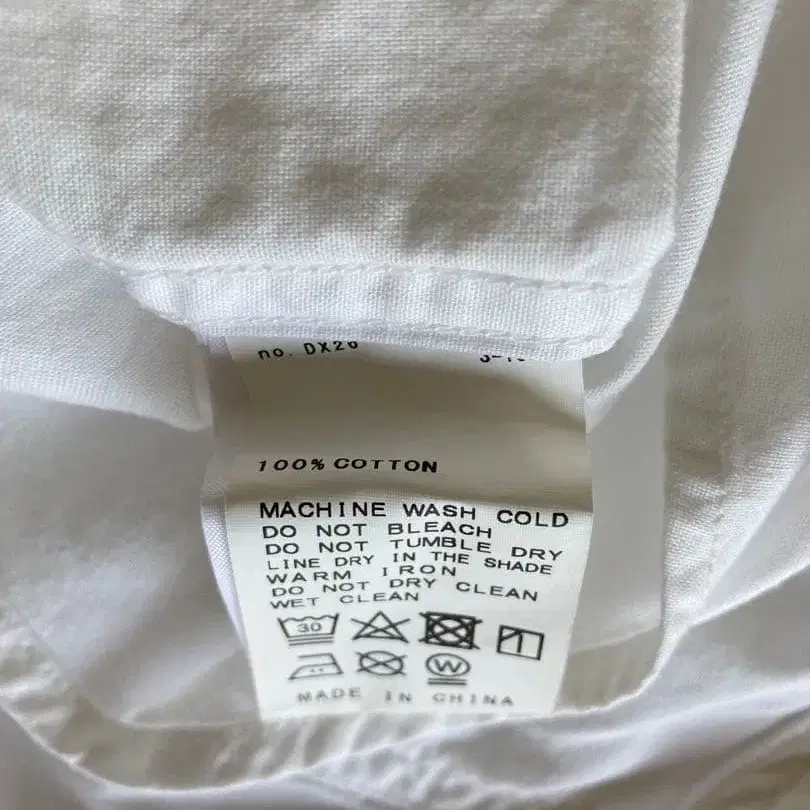 no. DX26
100% COTTON
MACHINE WASH COLD
DO NOT BLEACH
DO NOT TUMBLE DRY
LINE DRY IN THE SHADE
WARM IRON
DO NOT DRY CLEAN
WET CLEAN
30
W
MADE IN CHINA